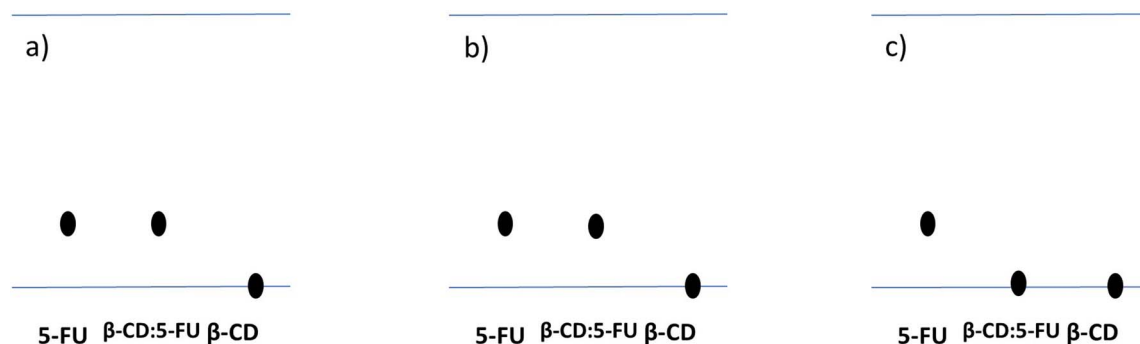 a) b) c)
5-FU β-CD:5-FU β-CD 5-FU β-CD:5-FU β-CD 5-FU β-CD:5-FU β-CD